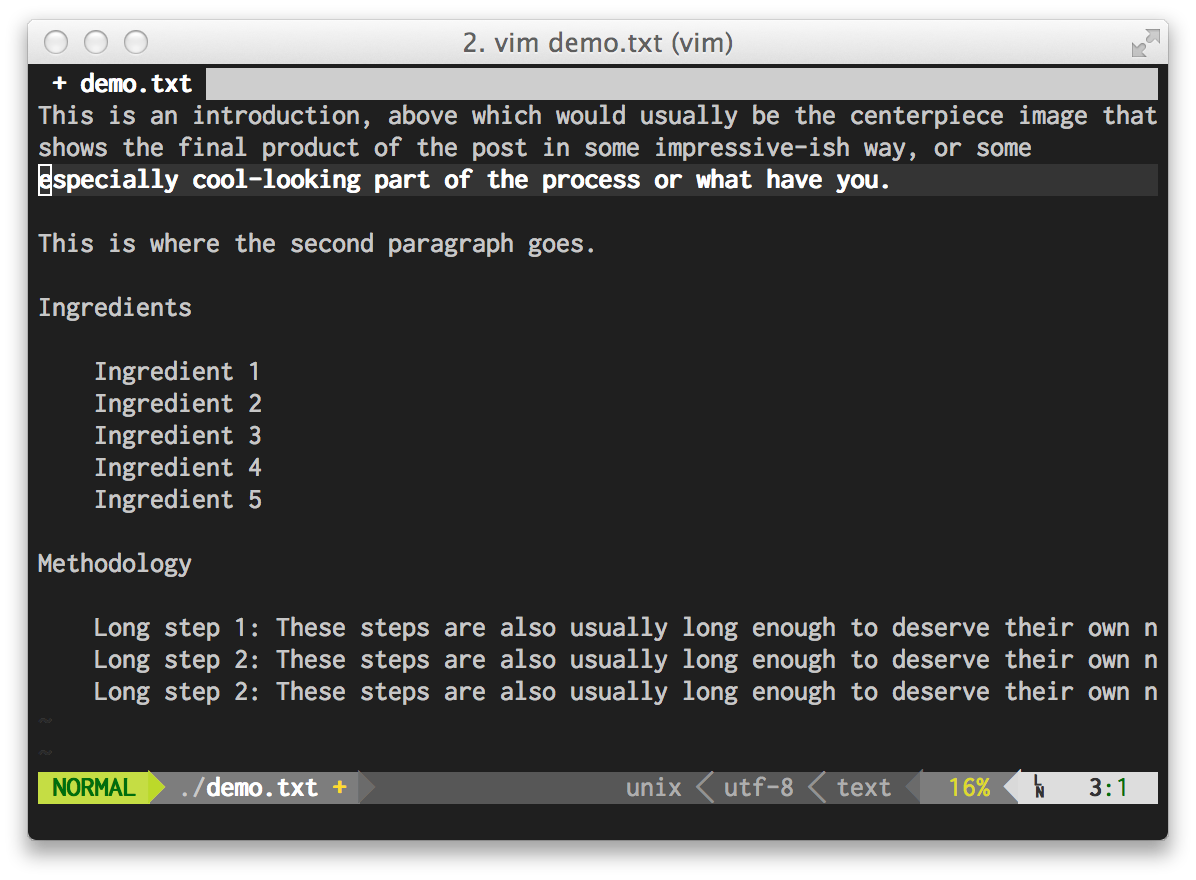 2. vim demo.txt (vim)
+ demo.txt
This is an introduction, above which would usually be the centerpiece image that
shows the final product of the post in some impressive-ish way, or some
especially cool-looking part of the process or what have you.
This is where the second paragraph goes.
Ingredients
Ingredient 1
Ingredient 2
Ingredient 3
Ingredient 4
Ingredient 5
Methodology
Long step 1: These steps are also usually long enough to deserve their own n
Long step 2: These steps are also usually long enough to deserve their own n
Long step 2: These steps are also usually long enough to deserve their own n
~
~
NORMAL ./demo.txt + unix utf-8 text 16% LN 3:1